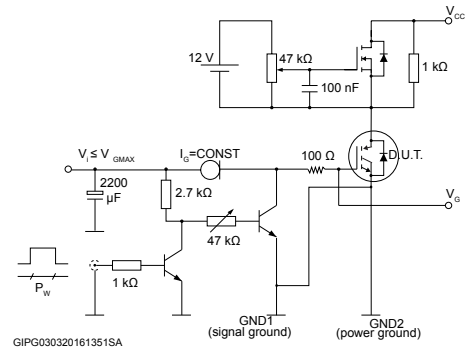 V_CC
12 V
47 kΩ
1 kΩ
100 nF
V_I ≤ V_GMAX
I_G=CONST
100 Ω
D.U.T.
2200
µF
2.7 kΩ
V_G
47 kΩ
P_W
1 kΩ
GND1
(signal ground)
GND2
(power ground)
GIPG030320161351SA